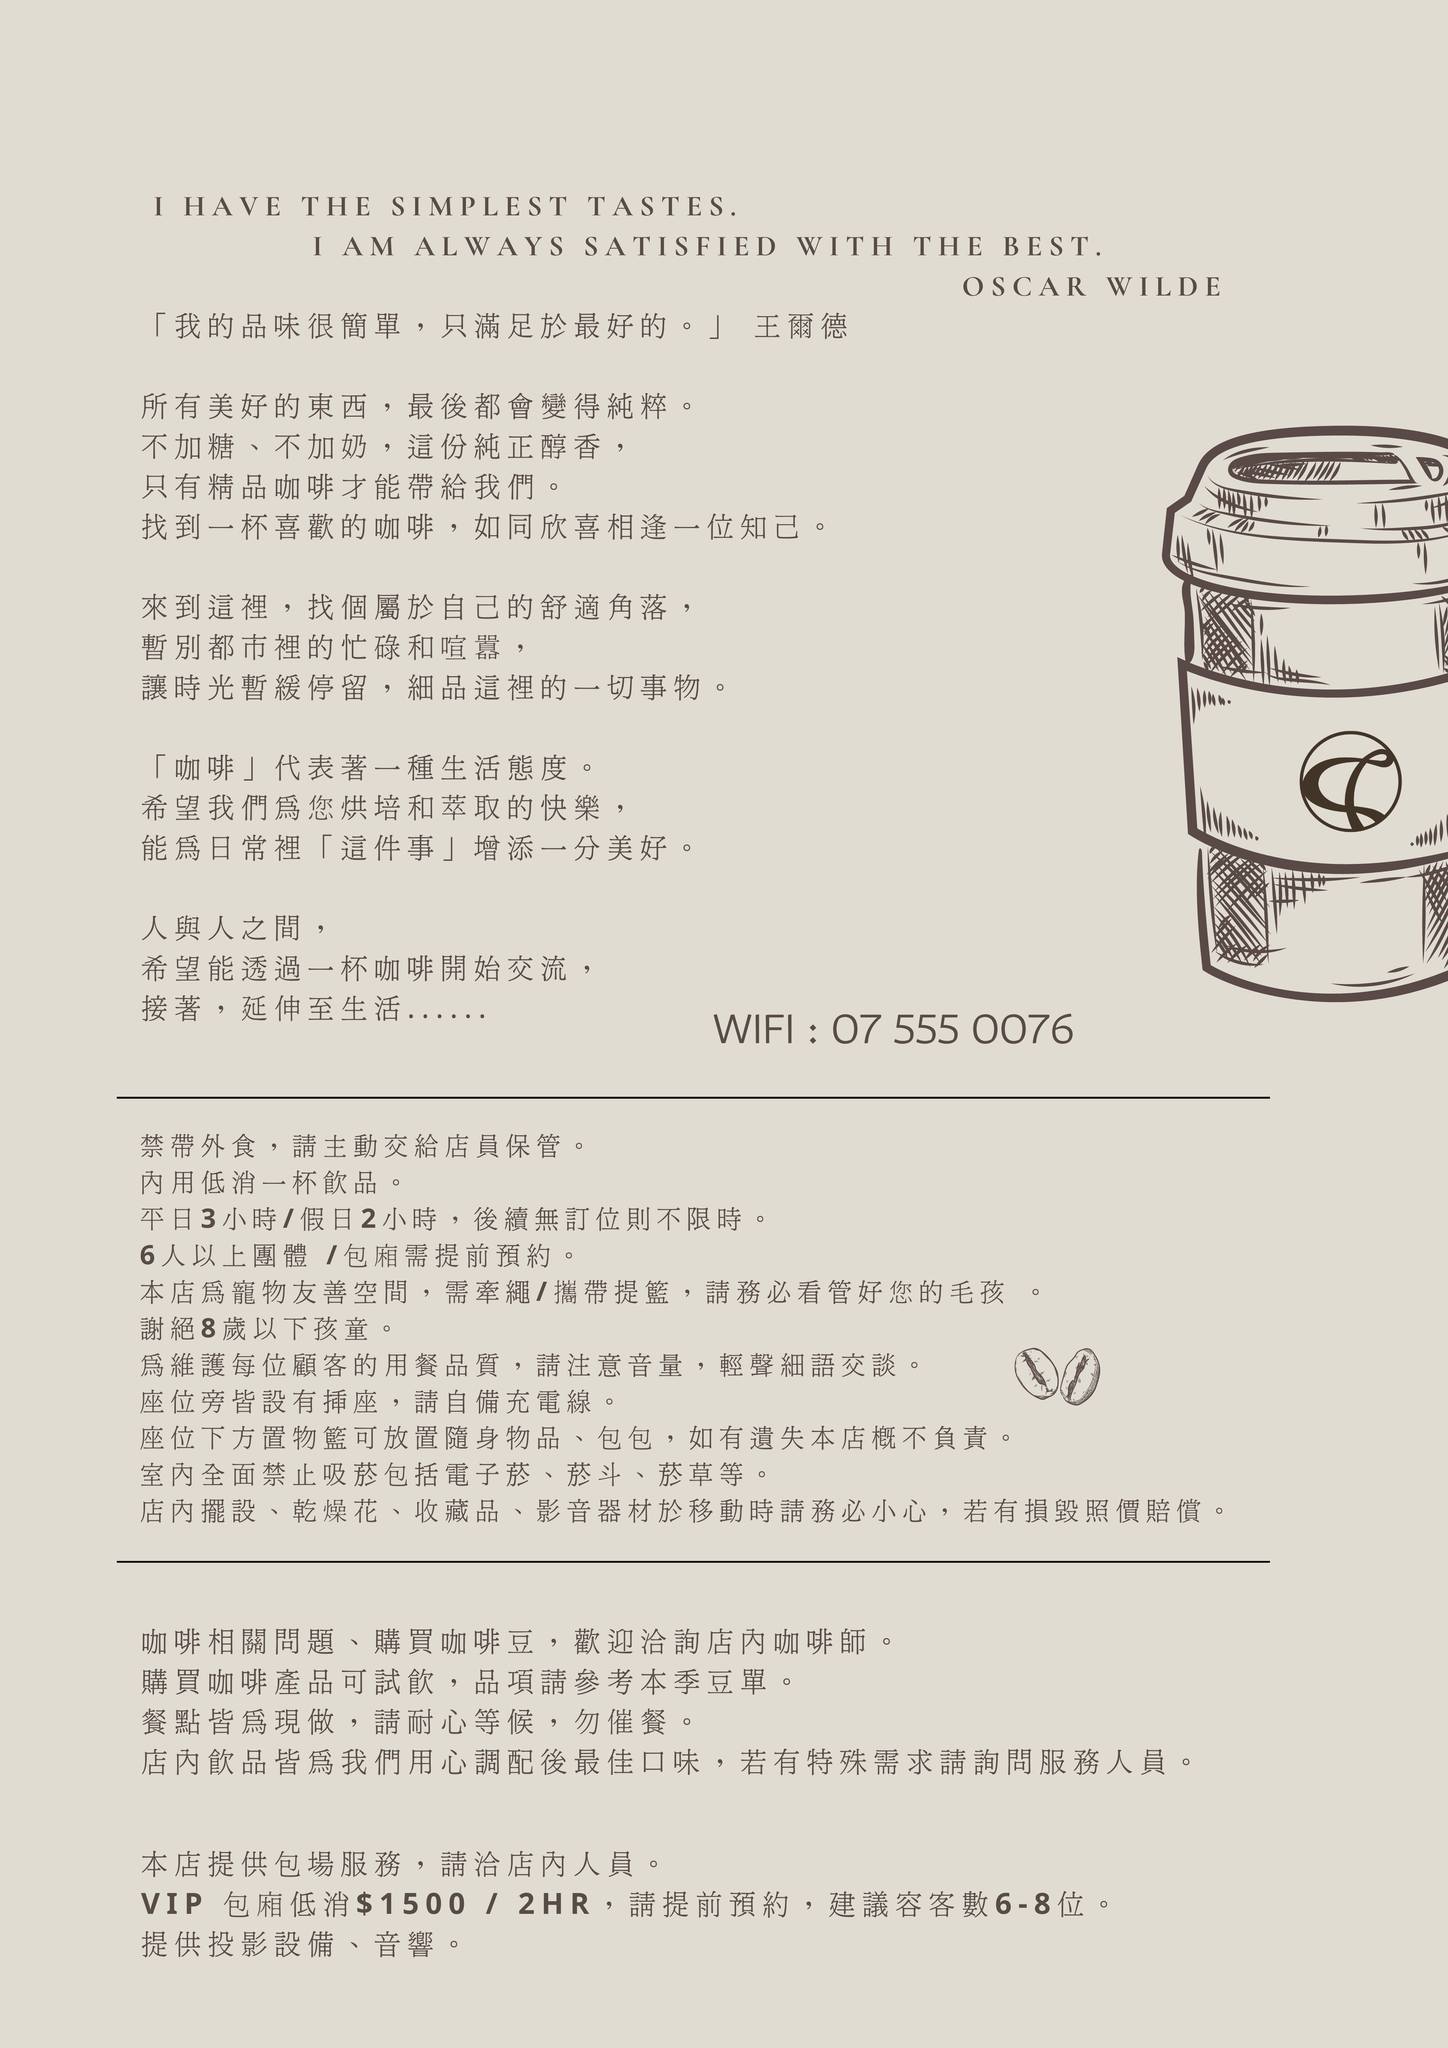 I HAVE THE SIMPLEST TASTES.
I AM ALWAYS SATISFIED WITH THE BEST.
OSCAR WILDE
「我的品味很簡單，只滿足於最好的。」 王爾德
所有美好的東西，最後都會變得純粹。
不加糖、不加奶，這份純正醇香，
只有精品咖啡才能帶給我們。
找到一杯喜歡的咖啡，如同欣喜相逢一位知己。
來到這裡，找個屬於自己的舒適角落，
暫別都市裡的忙碌和喧囂，
讓時光暫緩停留，細品這裡的一切事物。
「咖啡」代表著一種生活態度。
希望我們爲您烘培和萃取的快樂，
能爲日常裡「這件事」增添一分美好。
人與人之間，
希望能透過一杯咖啡開始交流，
接著，延伸至生活......
WIFI : 07 555 0076
禁帶外食，請主動交給店員保管。
內用低消一杯飲品。
平日3小時/假日2小時，後續無訂位則不限時。
6人以上團體 /包廂需提前預約。
本店爲寵物友善空間，需牽繩/攜帶提籃，請務必看管好您的毛孩 。
謝絕8歲以下孩童。
爲維護每位顧客的用餐品質，請注意音量，輕聲細語交談。
座位旁皆設有揷座，請自備充電線。
座位下方置物籃可放置隨身物品、包包，如有遺失本店概不負責。
室內全面禁止吸菸包括電子菸、菸斗、菸草等。
店內擺設、乾燥花、收藏品、影音器材於移動時請務必小心，若有損毀照價賠償。
咖啡相關問題、購買咖啡豆，歡迎洽詢店內咖啡師。
購買咖啡產品可試飲，品項請參考本季豆單。
餐點皆爲現做，請耐心等候，勿催餐。
店內飲品皆爲我們用心調配後最佳口味，若有特殊需求請詢問服務人員。
本店提供包場服務，請洽店內人員。
VIP 包廂低消$1500 / 2HR，請提前預約，建議容客數6-8位。
提供投影設備、音響。